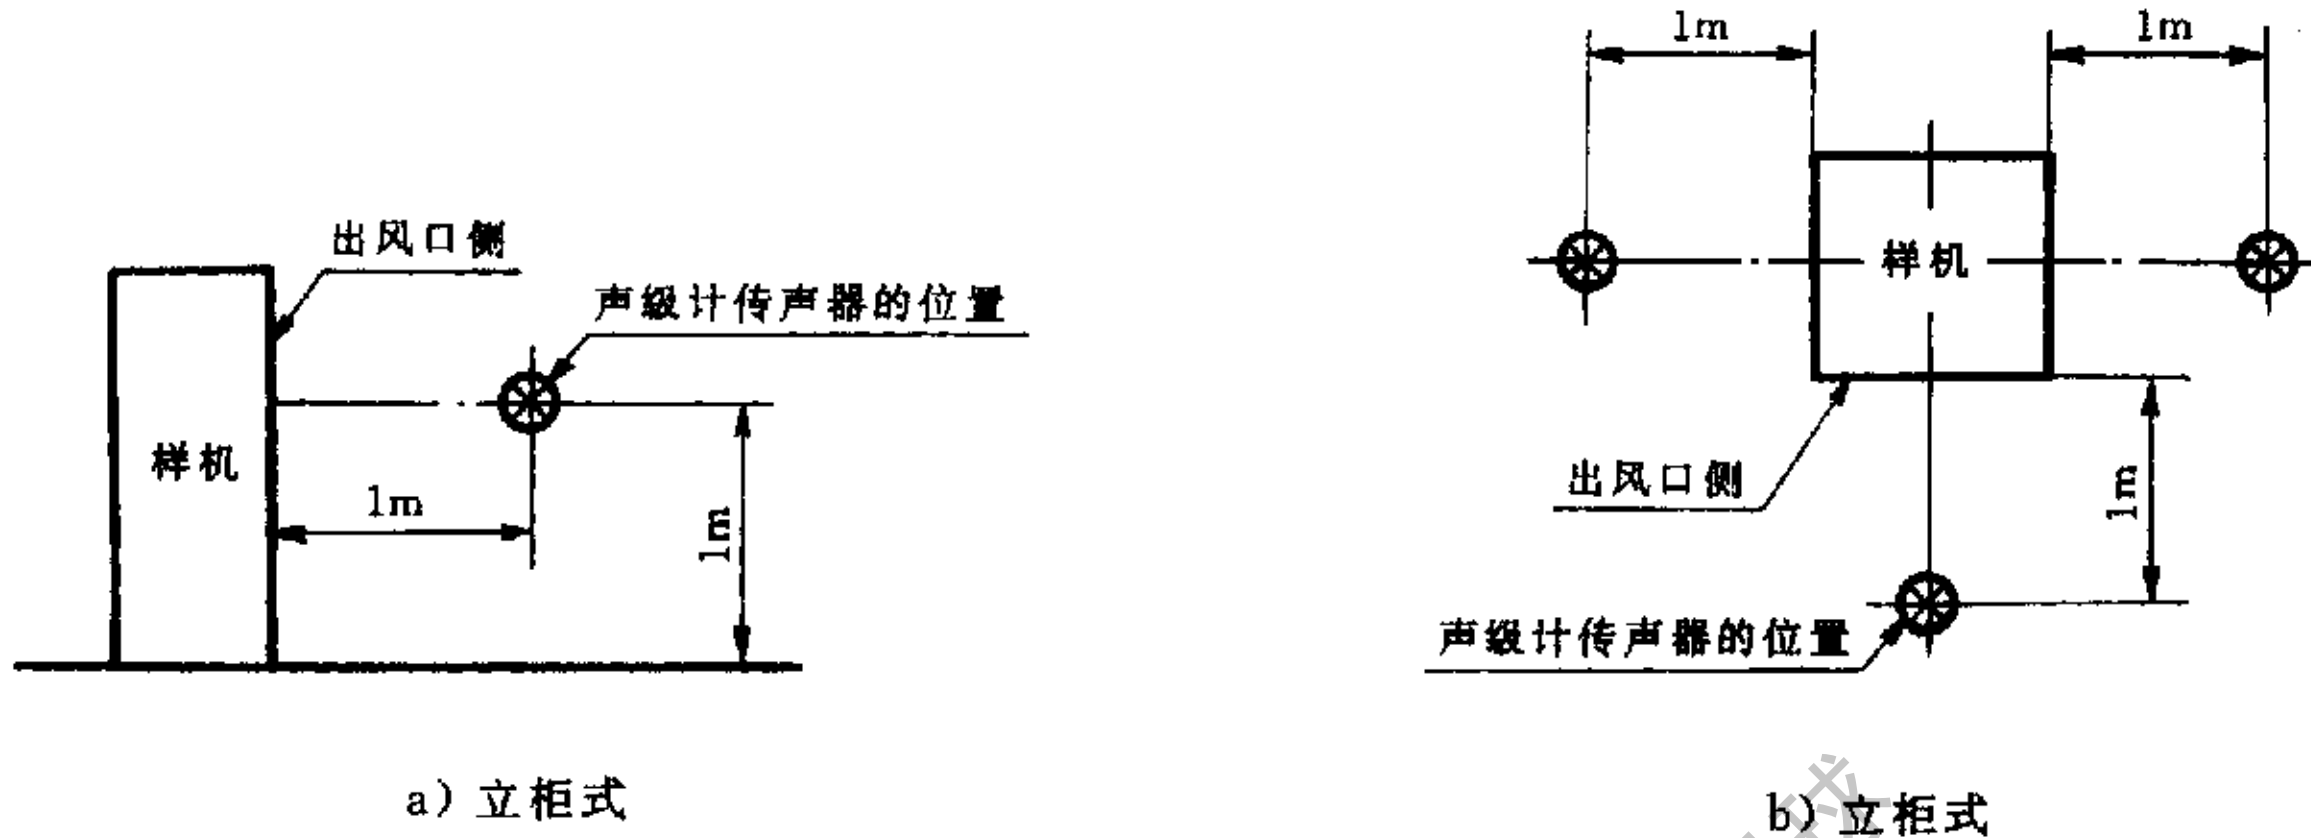 出风口侧
声级计传声器的位置
样机
1m
1m
a) 立柜式
1m
1m
样机
出风口侧
1m
声级计传声器的位置
b) 立柜式
球